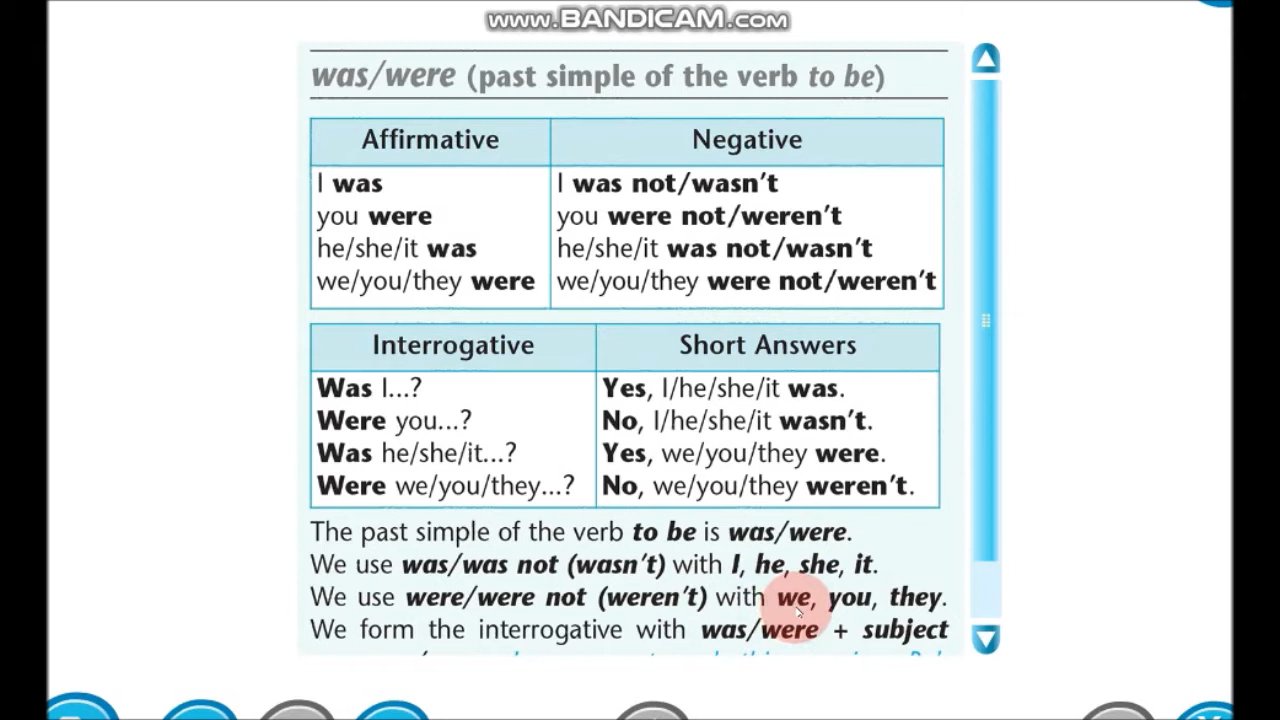 www.BANDICAM.com
was/were (past simple of the verb to be)
Affirmative
I was
you were
he/she/it was
we/you/they were
Negative
I was not/wasn't
you were not/weren't
he/she/it was not/wasn't
we/you/they were not/weren't
Interrogative
Was I...?
Were you...?
Was he/she/it...?
Were we/you/they...?
Short Answers
Yes, I/he/she/it was.
No, I/he/she/it wasn't.
Yes, we/you/they were.
No, we/you/they weren't.
The past simple of the verb to be is was/were.
We use was/was not (wasn't) with I, he, she, it.
We use were/were not (weren't) with we, you, they.
We form the interrogative with was/were + subject